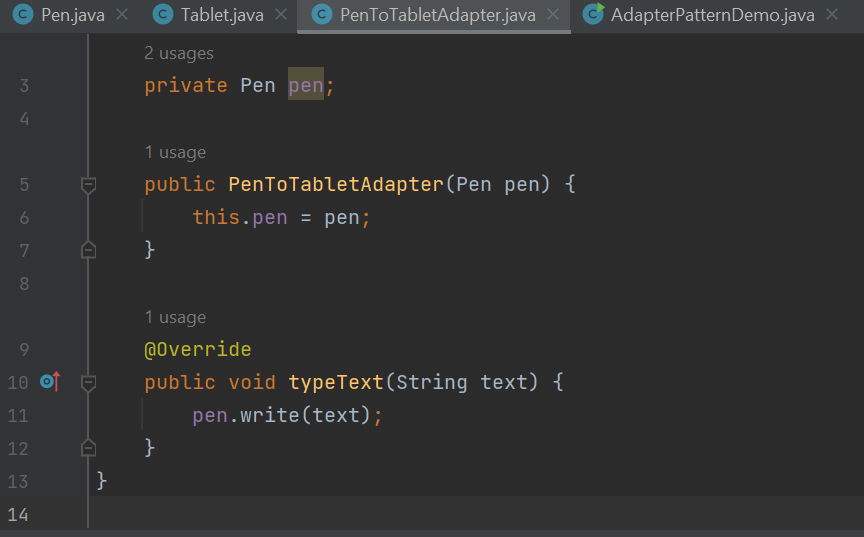 Pen.java Tablet.java PenToTabletAdapter.java AdapterPatternDemo.java
2 usages
3 private Pen pen;
4
1 usage
5 public PenToTabletAdapter(Pen pen) {
6 this.pen = pen;
7 }
8
1 usage
9 @Override
10 public void typeText(String text) {
11 pen.write(text);
12 }
13 }
14